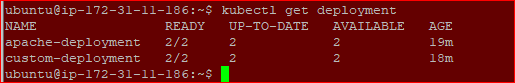 ubuntu@ip-172-31-11-186:~$ kubectl get deployment
NAME                READY   UP-TO-DATE   AVAILABLE   AGE
apache-deployment   2/2     2            2           19m
custom-deployment   2/2     2            2           18m
ubuntu@ip-172-31-11-186:~$